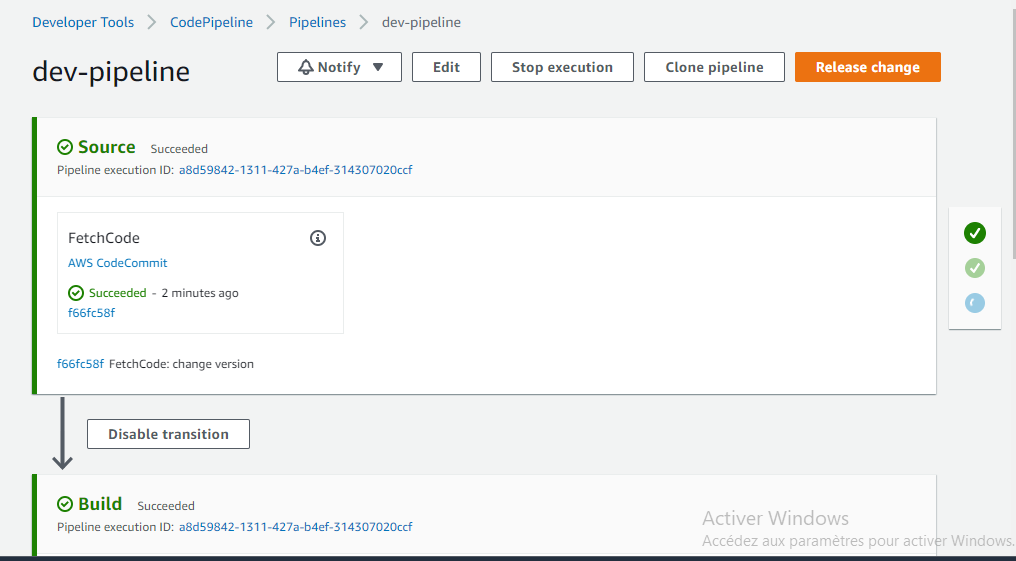 Developer Tools > CodePipeline > Pipelines > dev-pipeline
dev-pipeline
Notify ▼ Edit Stop execution Clone pipeline Release change
Source Succeeded
Pipeline execution ID: a8d59842-1311-427a-b4ef-314307020ccf
FetchCode
AWS CodeCommit
Succeeded - 2 minutes ago
f66fc58f
f66fc58f FetchCode: change version
Disable transition
Build Succeeded
Pipeline execution ID: a8d59842-1311-427a-b4ef-314307020ccf
Activer Windows
Accédez aux paramètres pour activer Windows.